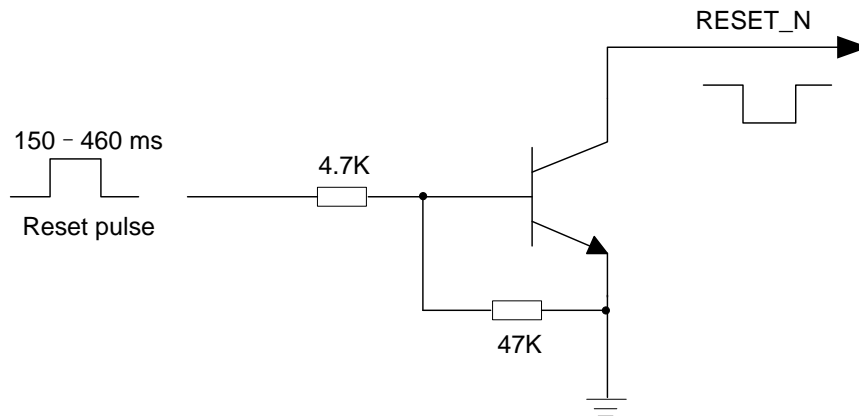 RESET_N
150 – 460 ms
4.7K
Reset pulse
47K